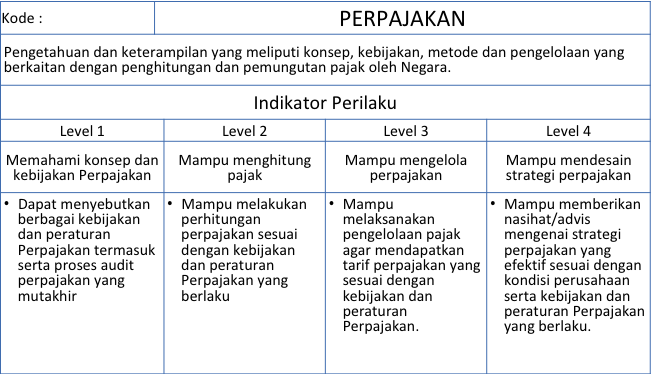 Kode :
PERPAJAKAN
Pengetahuan dan keterampilan yang meliputi konsep, kebijakan, metode dan pengelolaan yang
berkaitan dengan penghitungan dan pemungutan pajak oleh Negara.
Indikator Perilaku
Level 1
Level 2
Level 3
Level 4
Memahami konsep dan
kebijakan Perpajakan
Mampu menghitung
pajak
Mampu mengelola
perpajakan
Mampu mendesain
strategi perpajakan
• Dapat menyebutkan
berbagai kebijakan
dan peraturan
Perpajakan termasuk
serta proses audit
perpajakan yang
mutakhir
• Mampu melakukan
perhitungan
perpajakan sesuai
dengan kebijakan
dan peraturan
Perpajakan yang
berlaku
• Mampu
melaksanakan
pengelolaan pajak
agar mendapatkan
tarif perpajakan yang
sesuai dengan
kebijakan dan
peraturan
Perpajakan.
• Mampu memberikan
nasihat/advis
mengenai strategi
perpajakan yang
efektif sesuai dengan
kondisi perusahaan
serta kebijakan dan
peraturan Perpajakan
yang berlaku.